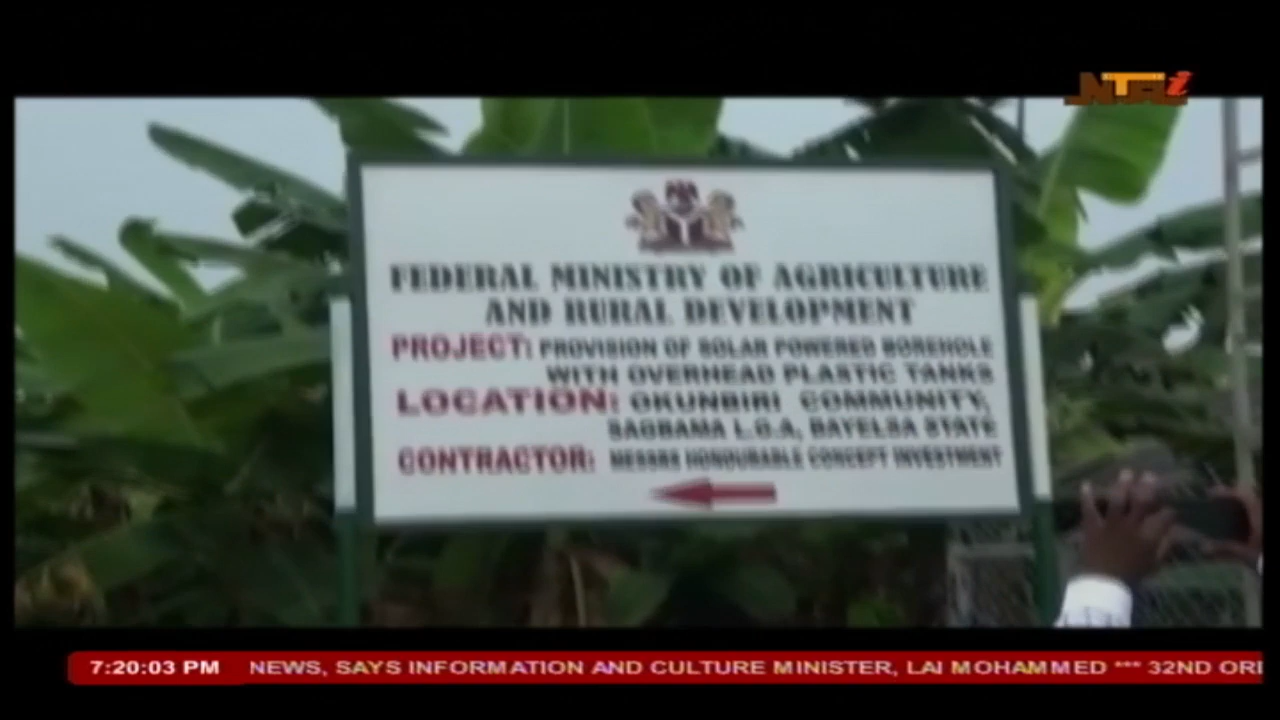 NTAi
FEDERAL MINISTRY OF AGRICULTURE
AND RURAL DEVELOPMENT
PROJECT: PROVISION OF SOLAR POWERED BOREHOLE
WITH OVERHEAD PLASTIC TANKS
LOCATION: OKUNBIRI COMMUNITY,
SAGBAMA L.G.A, BAYELSA STATE
CONTRACTOR: MESSRS HONOURABLE CONCEPT INVESTMENT
7:20:03 PM NEWS, SAYS INFORMATION AND CULTURE MINISTER, LAI MOHAMMED *** 32ND ORI